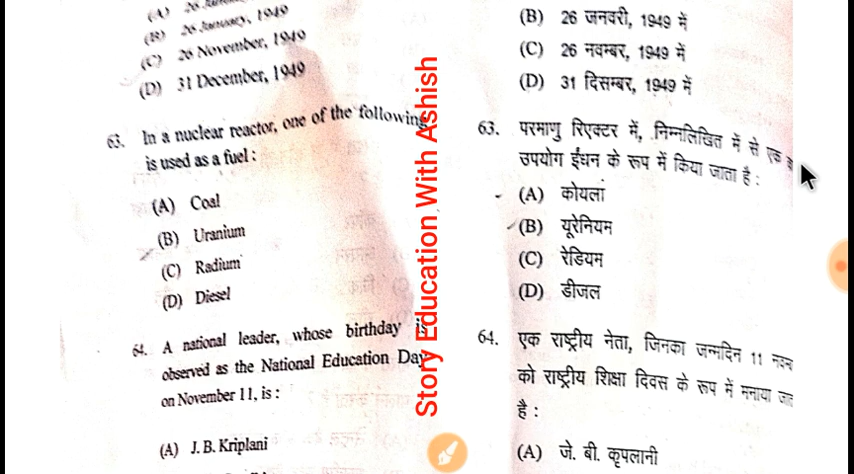 (A) 26
(B) 26 January, 1949
(C) 26 November, 1949
(D) 31 December, 1949
63. In a nuclear reactor, one of the following
is used as a fuel :
(A) Coal
(B) Uranium
(C) Radium
(D) Diesel
64. A national leader, whose birthday is
observed as the National Education Day
on November 11, is :
(A) J. B. Kriplani
Story Education With Ashish
(B) 26 जनवरी, 1949 में
(C) 26 नवम्बर, 1949 में
(D) 31 दिसम्बर, 1949 में
63. परमाणु रिएक्टर में, निम्नलिखित में से एक
उपयोग ईंधन के रूप में किया जाता है :
(A) कोयला
(B) यूरेनियम
(C) रेडियम
(D) डीजल
64. एक राष्ट्रीय नेता, जिनका जन्मदिन 11
को राष्ट्रीय शिक्षा दिवस के रूप में मनाया
है :
(A) जे. बी. कृपलानी